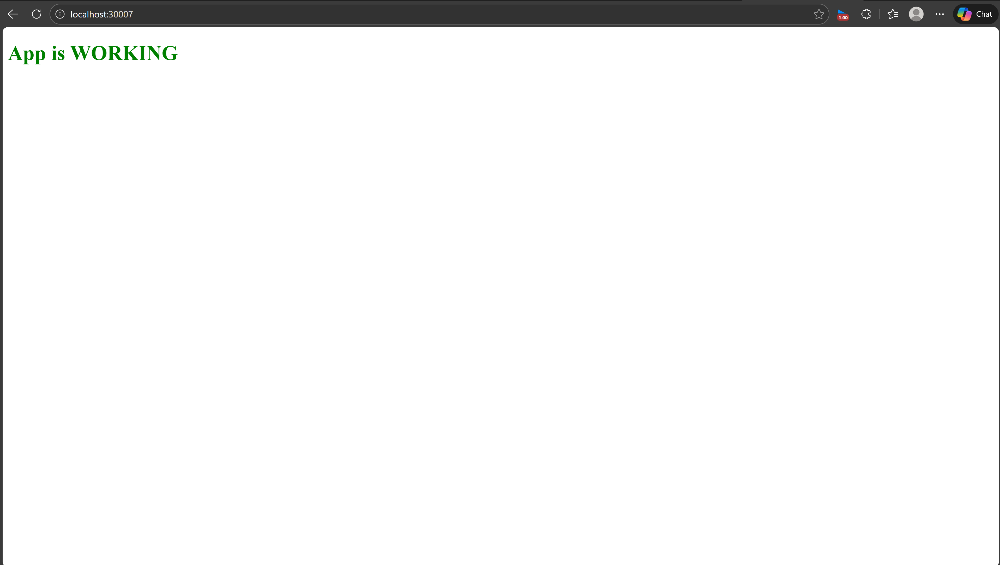 localhost:30007
1.00
Chat
App is WORKING